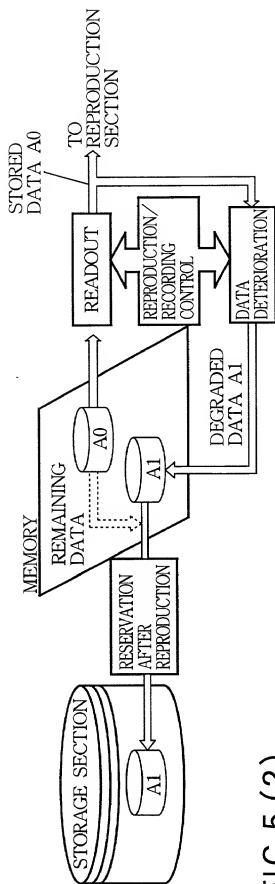 STORED
DATA A0
TO
REPRODUCTION
SECTION
READOUT
REPRODUCTION/
RECORDING
CONTROL
DATA
DETERIORATION
DEGRADED
DATA A1
MEMORY
REMAINING
DATA
A0
A1
RESERVATION
AFTER
REPRODUCTION
STORAGE SECTION
A1
FIG. 5 (2)